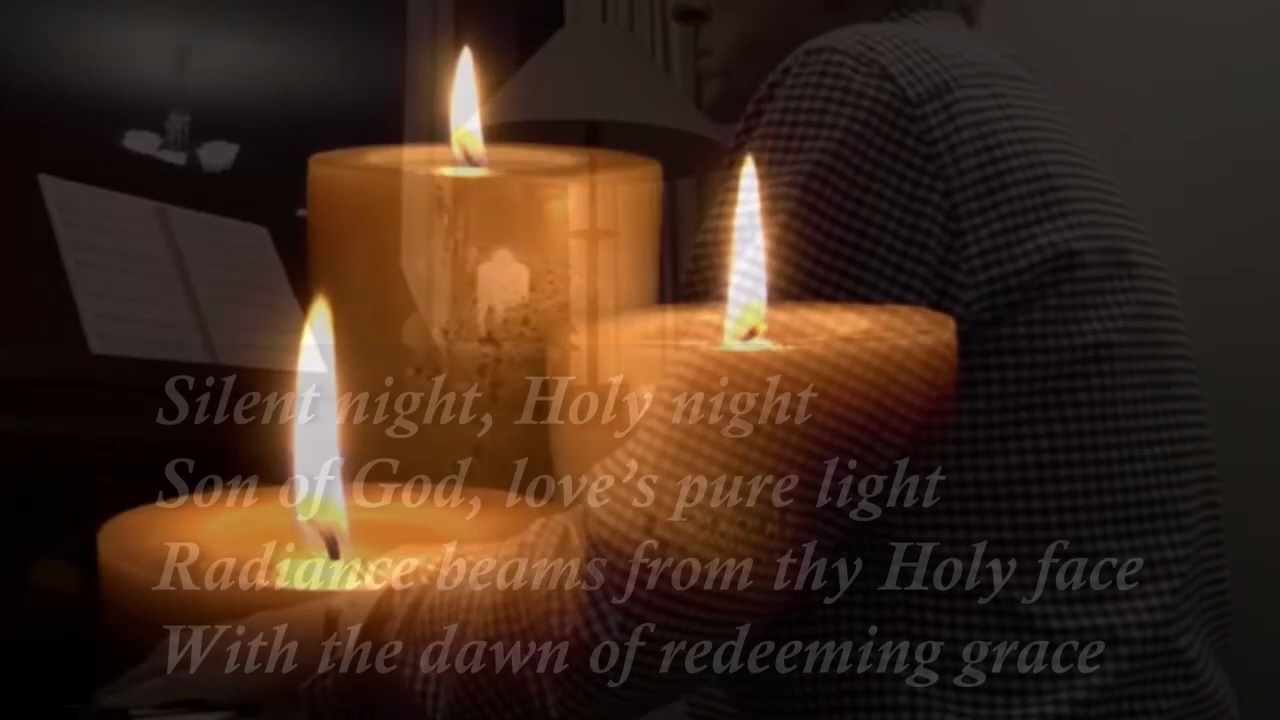 Silent night, Holy night
Son of God, love’s pure light
Radiance beams from thy Holy face
With the dawn of redeeming grace